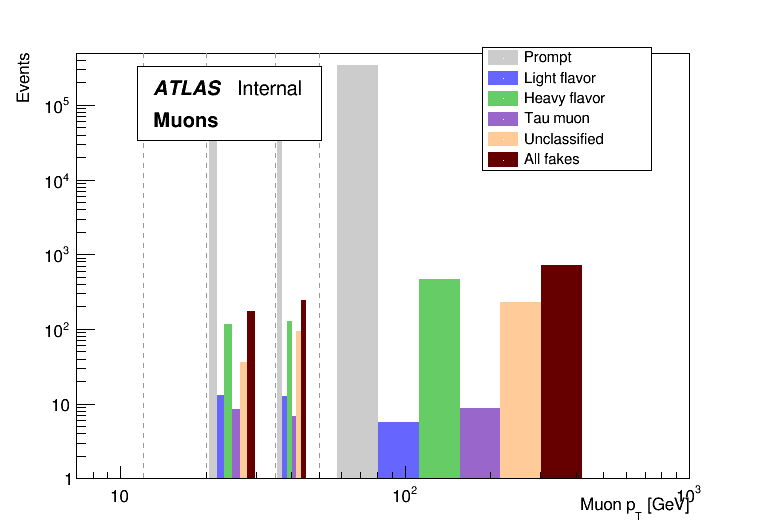 Events
ATLAS Internal
Muons
Prompt
Light flavor
Heavy flavor
Tau muon
Unclassified
All fakes
10^5
10^4
10^3
10^2
10
1
10
10^2
10^3
Muon p_T [GeV]